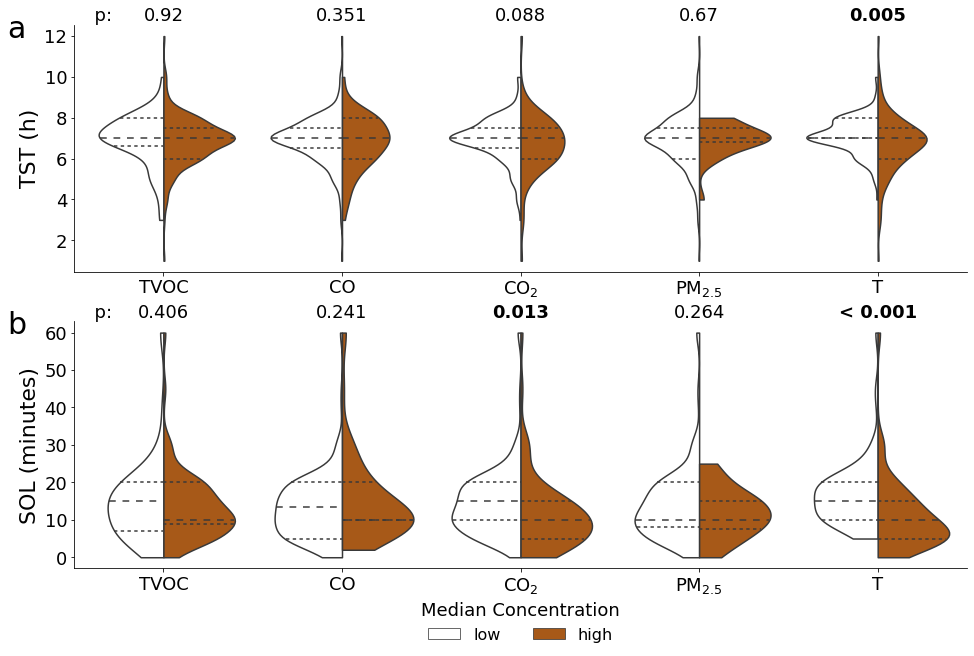 a
p: 0.92 0.351 0.088 0.67 0.005
TST (h)
12
10
8
6
4
2
TVOC CO CO₂ PM₂.₅ T
b
p: 0.406 0.241 0.013 0.264 < 0.001
SOL (minutes)
60
50
40
30
20
10
0
TVOC CO CO₂ PM₂.₅ T
Median Concentration
low high